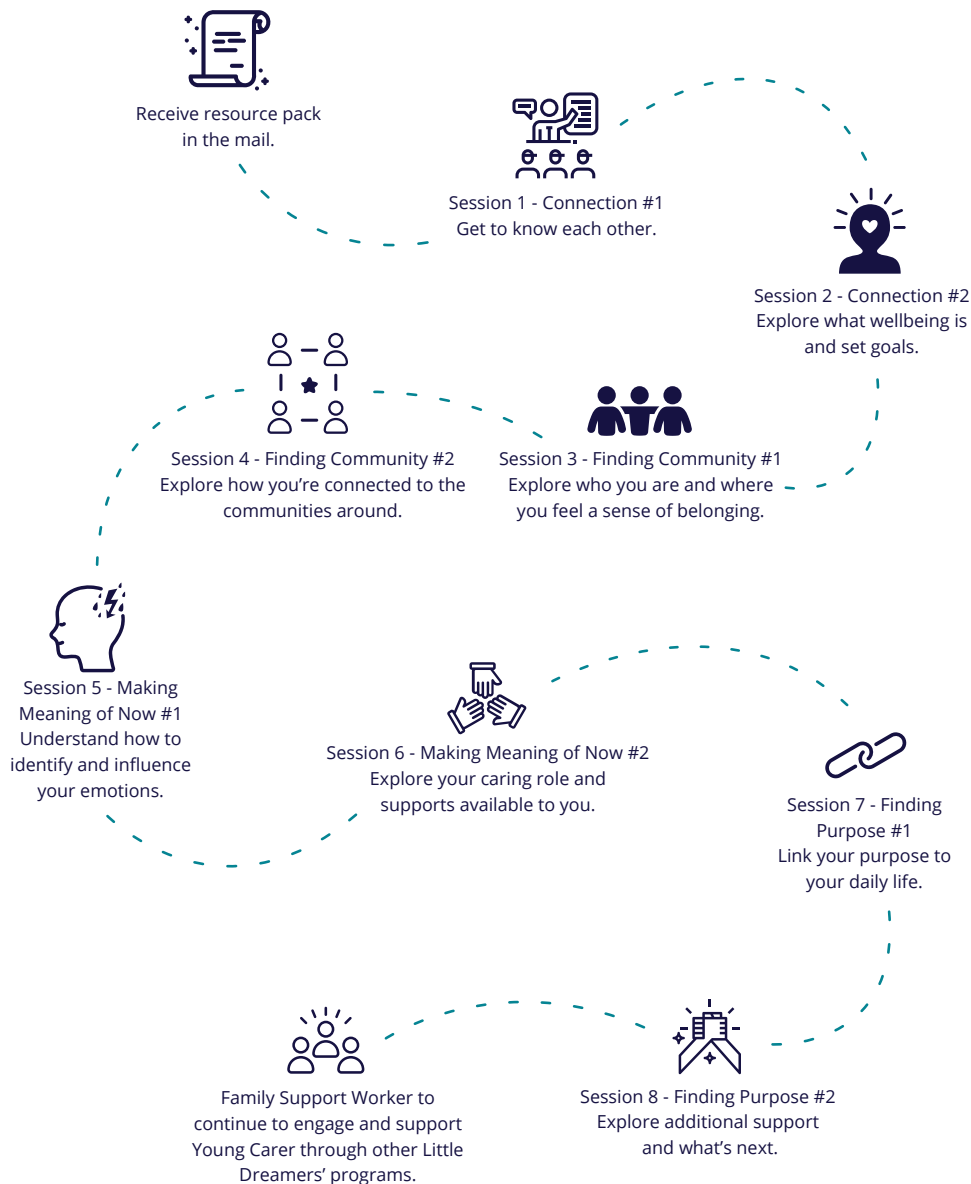 Receive resource pack
in the mail.
Session 1 - Connection #1
Get to know each other.
Session 2 - Connection #2
Explore what wellbeing is
and set goals.
Session 3 - Finding Community #1
Explore who you are and where
you feel a sense of belonging.
Session 4 - Finding Community #2
Explore how you’re connected to the
communities around.
Session 5 - Making
Meaning of Now #1
Understand how to
identify and influence
your emotions.
Session 6 - Making Meaning of Now #2
Explore your caring role and
supports available to you.
Session 7 - Finding
Purpose #1
Link your purpose to
your daily life.
Session 8 - Finding Purpose #2
Explore additional support
and what’s next.
Family Support Worker to
continue to engage and support
Young Carer through other Little
Dreamers’ programs.